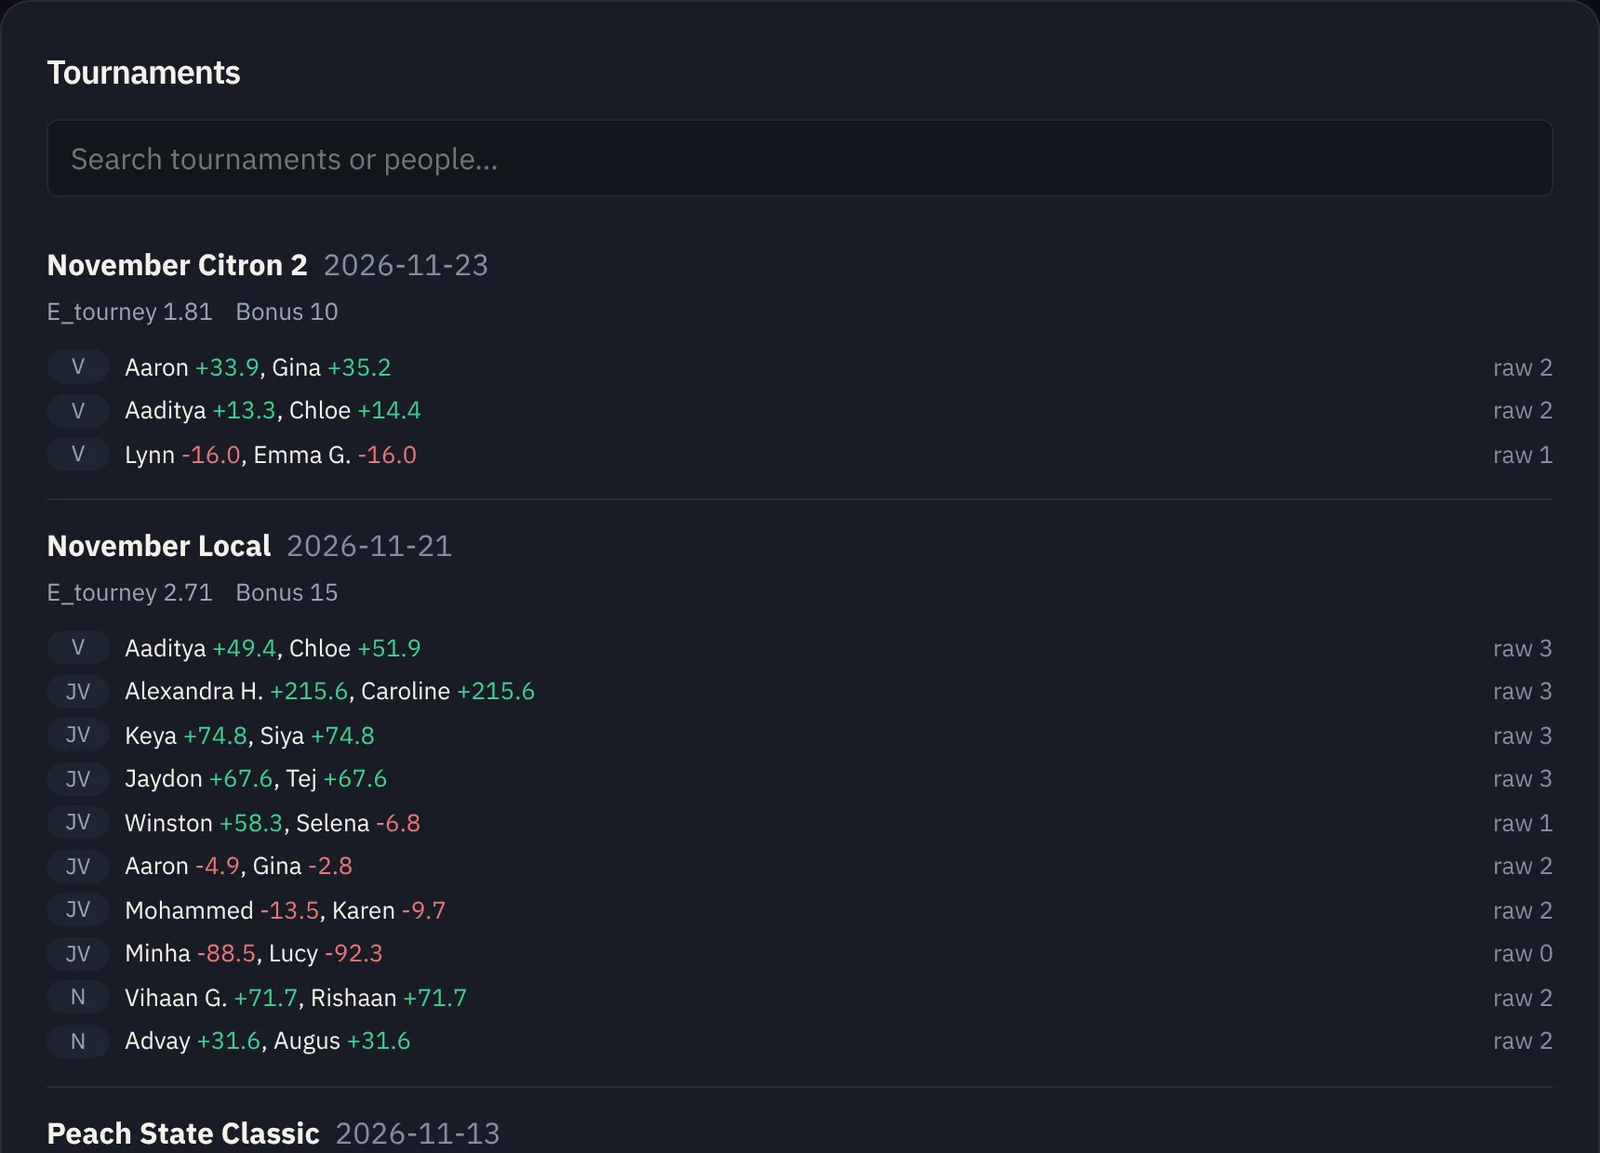 Tournaments
Search tournaments or people...
November Citron 2 2026-11-23
E_tourney 1.81 Bonus 10
V Aaron +33.9, Gina +35.2 raw 2
V Aaditya +13.3, Chloe +14.4 raw 2
V Lynn -16.0, Emma G. -16.0 raw 1
November Local 2026-11-21
E_tourney 2.71 Bonus 15
V Aaditya +49.4, Chloe +51.9 raw 3
JV Alexandra H. +215.6, Caroline +215.6 raw 3
JV Keya +74.8, Siya +74.8 raw 3
JV Jaydon +67.6, Tej +67.6 raw 3
JV Winston +58.3, Selena -6.8 raw 1
JV Aaron -4.9, Gina -2.8 raw 2
JV Mohammed -13.5, Karen -9.7 raw 2
JV Minha -88.5, Lucy -92.3 raw 0
N Vihaan G. +71.7, Rishaan +71.7 raw 2
N Advay +31.6, Augus +31.6 raw 2
Peach State Classic 2026-11-13